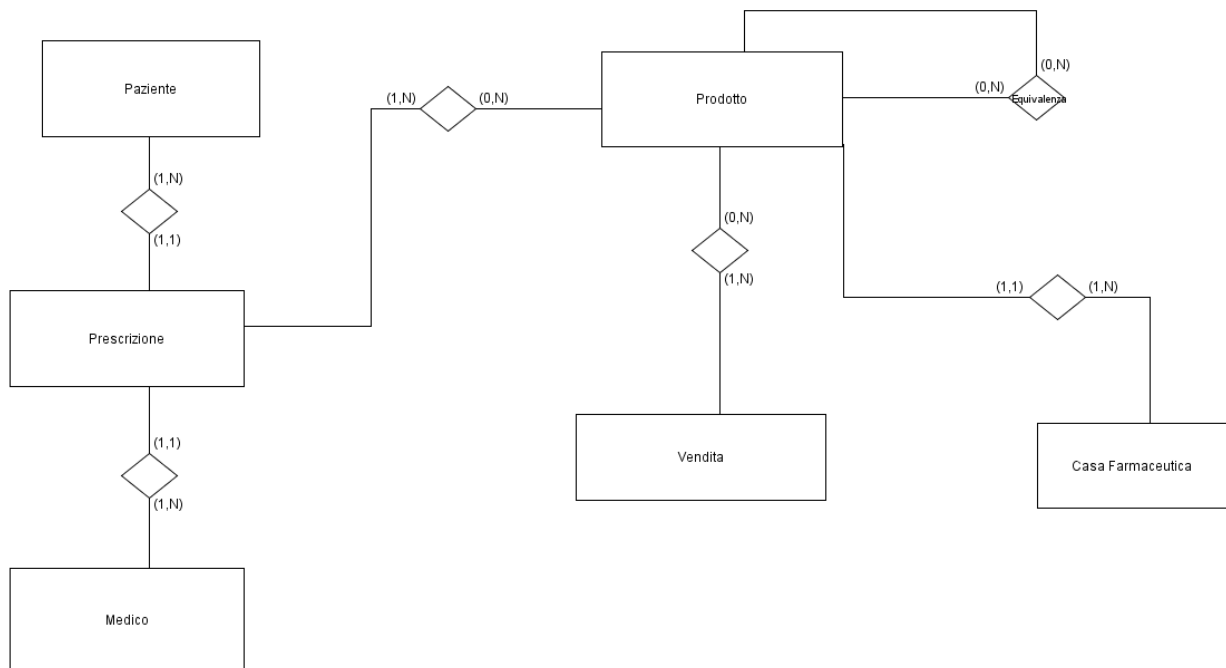 Paziente
(1,N)
(1,1)
Prescrizione
(1,1)
(1,N)
Medico
(1,N)
(0,N)
Prodotto
(0,N)
(0,N)
Equivalenza
(0,N)
(1,N)
Vendita
(1,1)
(1,N)
Casa Farmaceutica